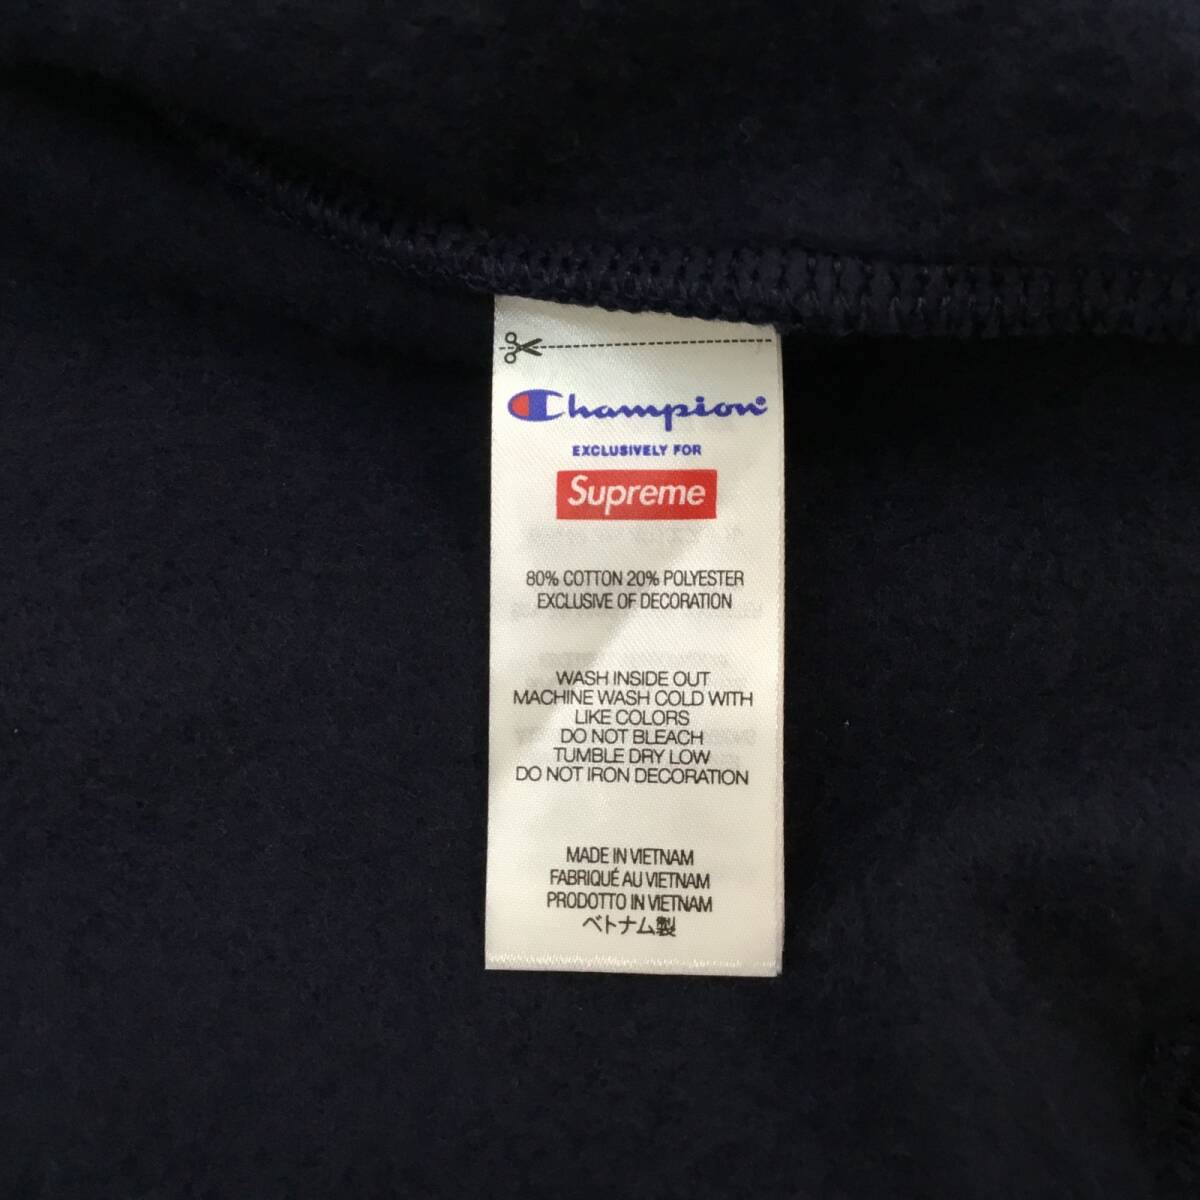 Champion
EXCLUSIVELY FOR
Supreme
80% COTTON 20% POLYESTER
EXCLUSIVE OF DECORATION
WASH INSIDE OUT
MACHINE WASH COLD WITH
LIKE COLORS
DO NOT BLEACH
TUMBLE DRY LOW
DO NOT IRON DECORATION
MADE IN VIETNAM
FABRIQUÉ AU VIETNAM
PRODOTTO IN VIETNAM
ベトナム製